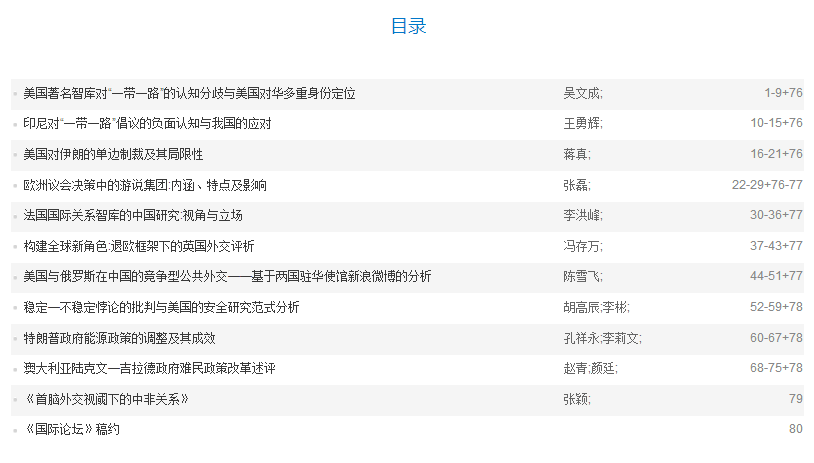 目录
美国著名智库对“一带一路”的认知分歧与美国对华多重身份定位 吴文成; 1-9+76
印尼对“一带一路”倡议的负面认知与我国的应对 王勇辉; 10-15+76
美国对伊朗的单边制裁及其局限性 蒋真; 16-21+76
欧洲议会决策中的游说集团:内涵、特点及影响 张磊; 22-29+76-77
法国国际关系智库的中国研究:视角与立场 李洪峰; 30-36+77
构建全球新角色:退欧框架下的英国外交评析 冯存万; 37-43+77
美国与俄罗斯在中国的竞争型公共外交——基于两国驻华使馆新浪微博的分析 陈雪飞; 44-51+77
稳定—不稳定悖论的批判与美国的安全研究范式分析 胡高辰;李彬; 52-59+78
特朗普政府能源政策的调整及其成效 孔祥永;李莉文; 60-67+78
澳大利亚陆克文—吉拉德政府难民政策改革述评 赵青;颜廷; 68-75+78
《首脑外交视阈下的中非关系》 张颖; 79
《国际论坛》稿约 80